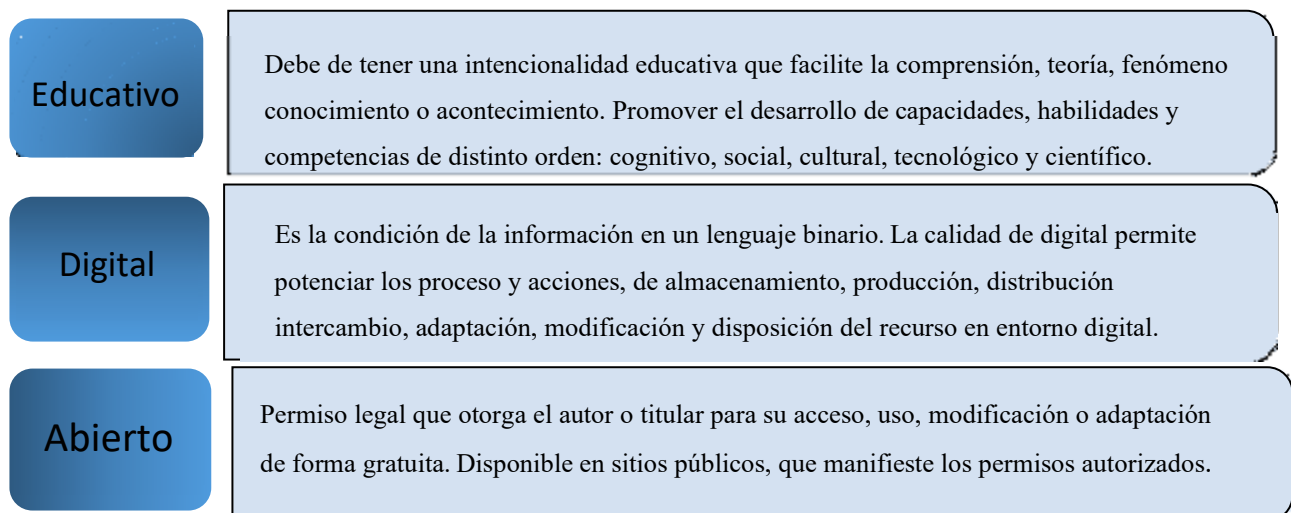 Educativo
Debe de tener una intencionalidad educativa que facilite la comprensión, teoría, fenómeno
conocimiento o acontecimiento. Promover el desarrollo de capacidades, habilidades y
competencias de distinto orden: cognitivo, social, cultural, tecnológico y científico.
Digital
Es la condición de la información en un lenguaje binario. La calidad de digital permite
potenciar los proceso y acciones, de almacenamiento, producción, distribución
intercambio, adaptación, modificación y disposición del recurso en entorno digital.
Abierto
Permiso legal que otorga el autor o titular para su acceso, uso, modificación o adaptación
de forma gratuita. Disponible en sitios públicos, que manifieste los permisos autorizados.